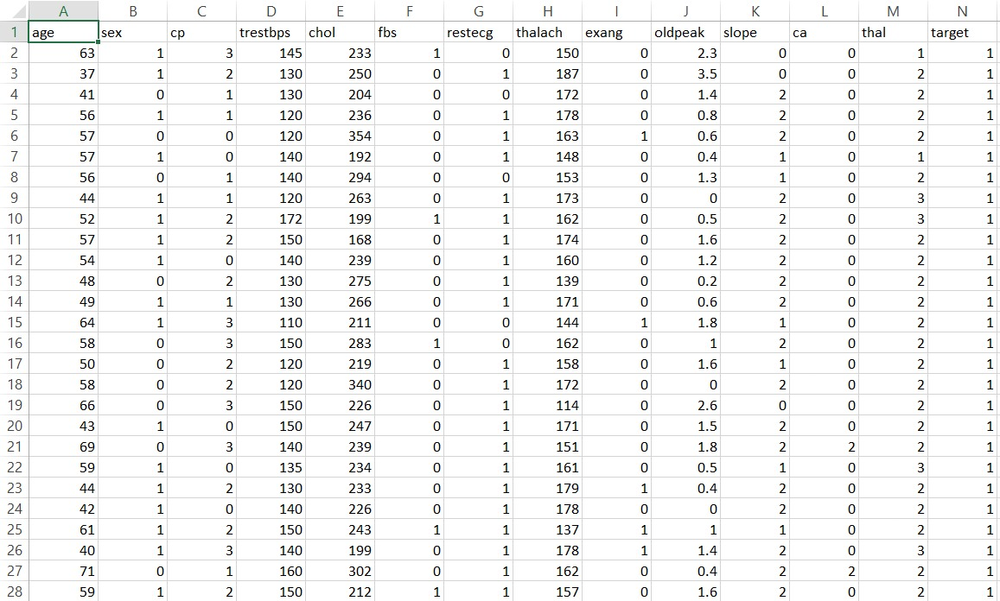 A B C D E F G H I J K L M N
1 age sex cp trestbps chol fbs restecg thalach exang oldpeak slope ca thal target
2 63 1 3 145 233 1 0 150 0 2.3 0 0 1 1
3 37 1 2 130 250 0 1 187 0 3.5 0 0 2 1
4 41 0 1 130 204 0 0 172 0 1.4 2 0 2 1
5 56 1 1 120 236 0 1 178 0 0.8 2 0 2 1
6 57 0 0 120 354 0 1 163 1 0.6 2 0 2 1
7 57 1 0 140 192 0 1 148 0 0.4 1 0 1 1
8 56 0 1 140 294 0 0 153 0 1.3 1 0 2 1
9 44 1 1 120 263 0 1 173 0 0 2 0 3 1
10 52 1 2 172 199 1 1 162 0 0.5 2 0 3 1
11 57 1 2 150 168 0 1 174 0 1.6 2 0 2 1
12 54 1 0 140 239 0 1 160 0 1.2 2 0 2 1
13 48 0 2 130 275 0 1 139 0 0.2 2 0 2 1
14 49 1 1 130 266 0 1 171 0 0.6 2 0 2 1
15 64 1 3 110 211 0 0 144 1 1.8 1 0 2 1
16 58 0 3 150 283 1 0 162 0 1 2 0 2 1
17 50 0 2 120 219 0 1 158 0 1.6 1 0 2 1
18 58 0 2 120 340 0 1 172 0 0 2 0 2 1
19 66 0 3 150 226 0 1 114 0 2.6 0 0 2 1
20 43 1 0 150 247 0 1 171 0 1.5 2 0 2 1
21 69 0 3 140 239 0 1 151 0 1.8 2 2 2 1
22 59 1 0 135 234 0 1 161 0 0.5 1 0 3 1
23 44 1 2 130 233 0 1 179 1 0.4 2 0 2 1
24 42 1 0 140 226 0 1 178 0 0 2 0 2 1
25 61 1 2 150 243 1 1 137 1 1 1 0 2 1
26 40 1 3 140 199 0 1 178 1 1.4 2 0 3 1
27 71 0 1 160 302 0 1 162 0 0.4 2 2 2 1
28 59 1 2 150 212 1 1 157 0 1.6 2 0 2 1